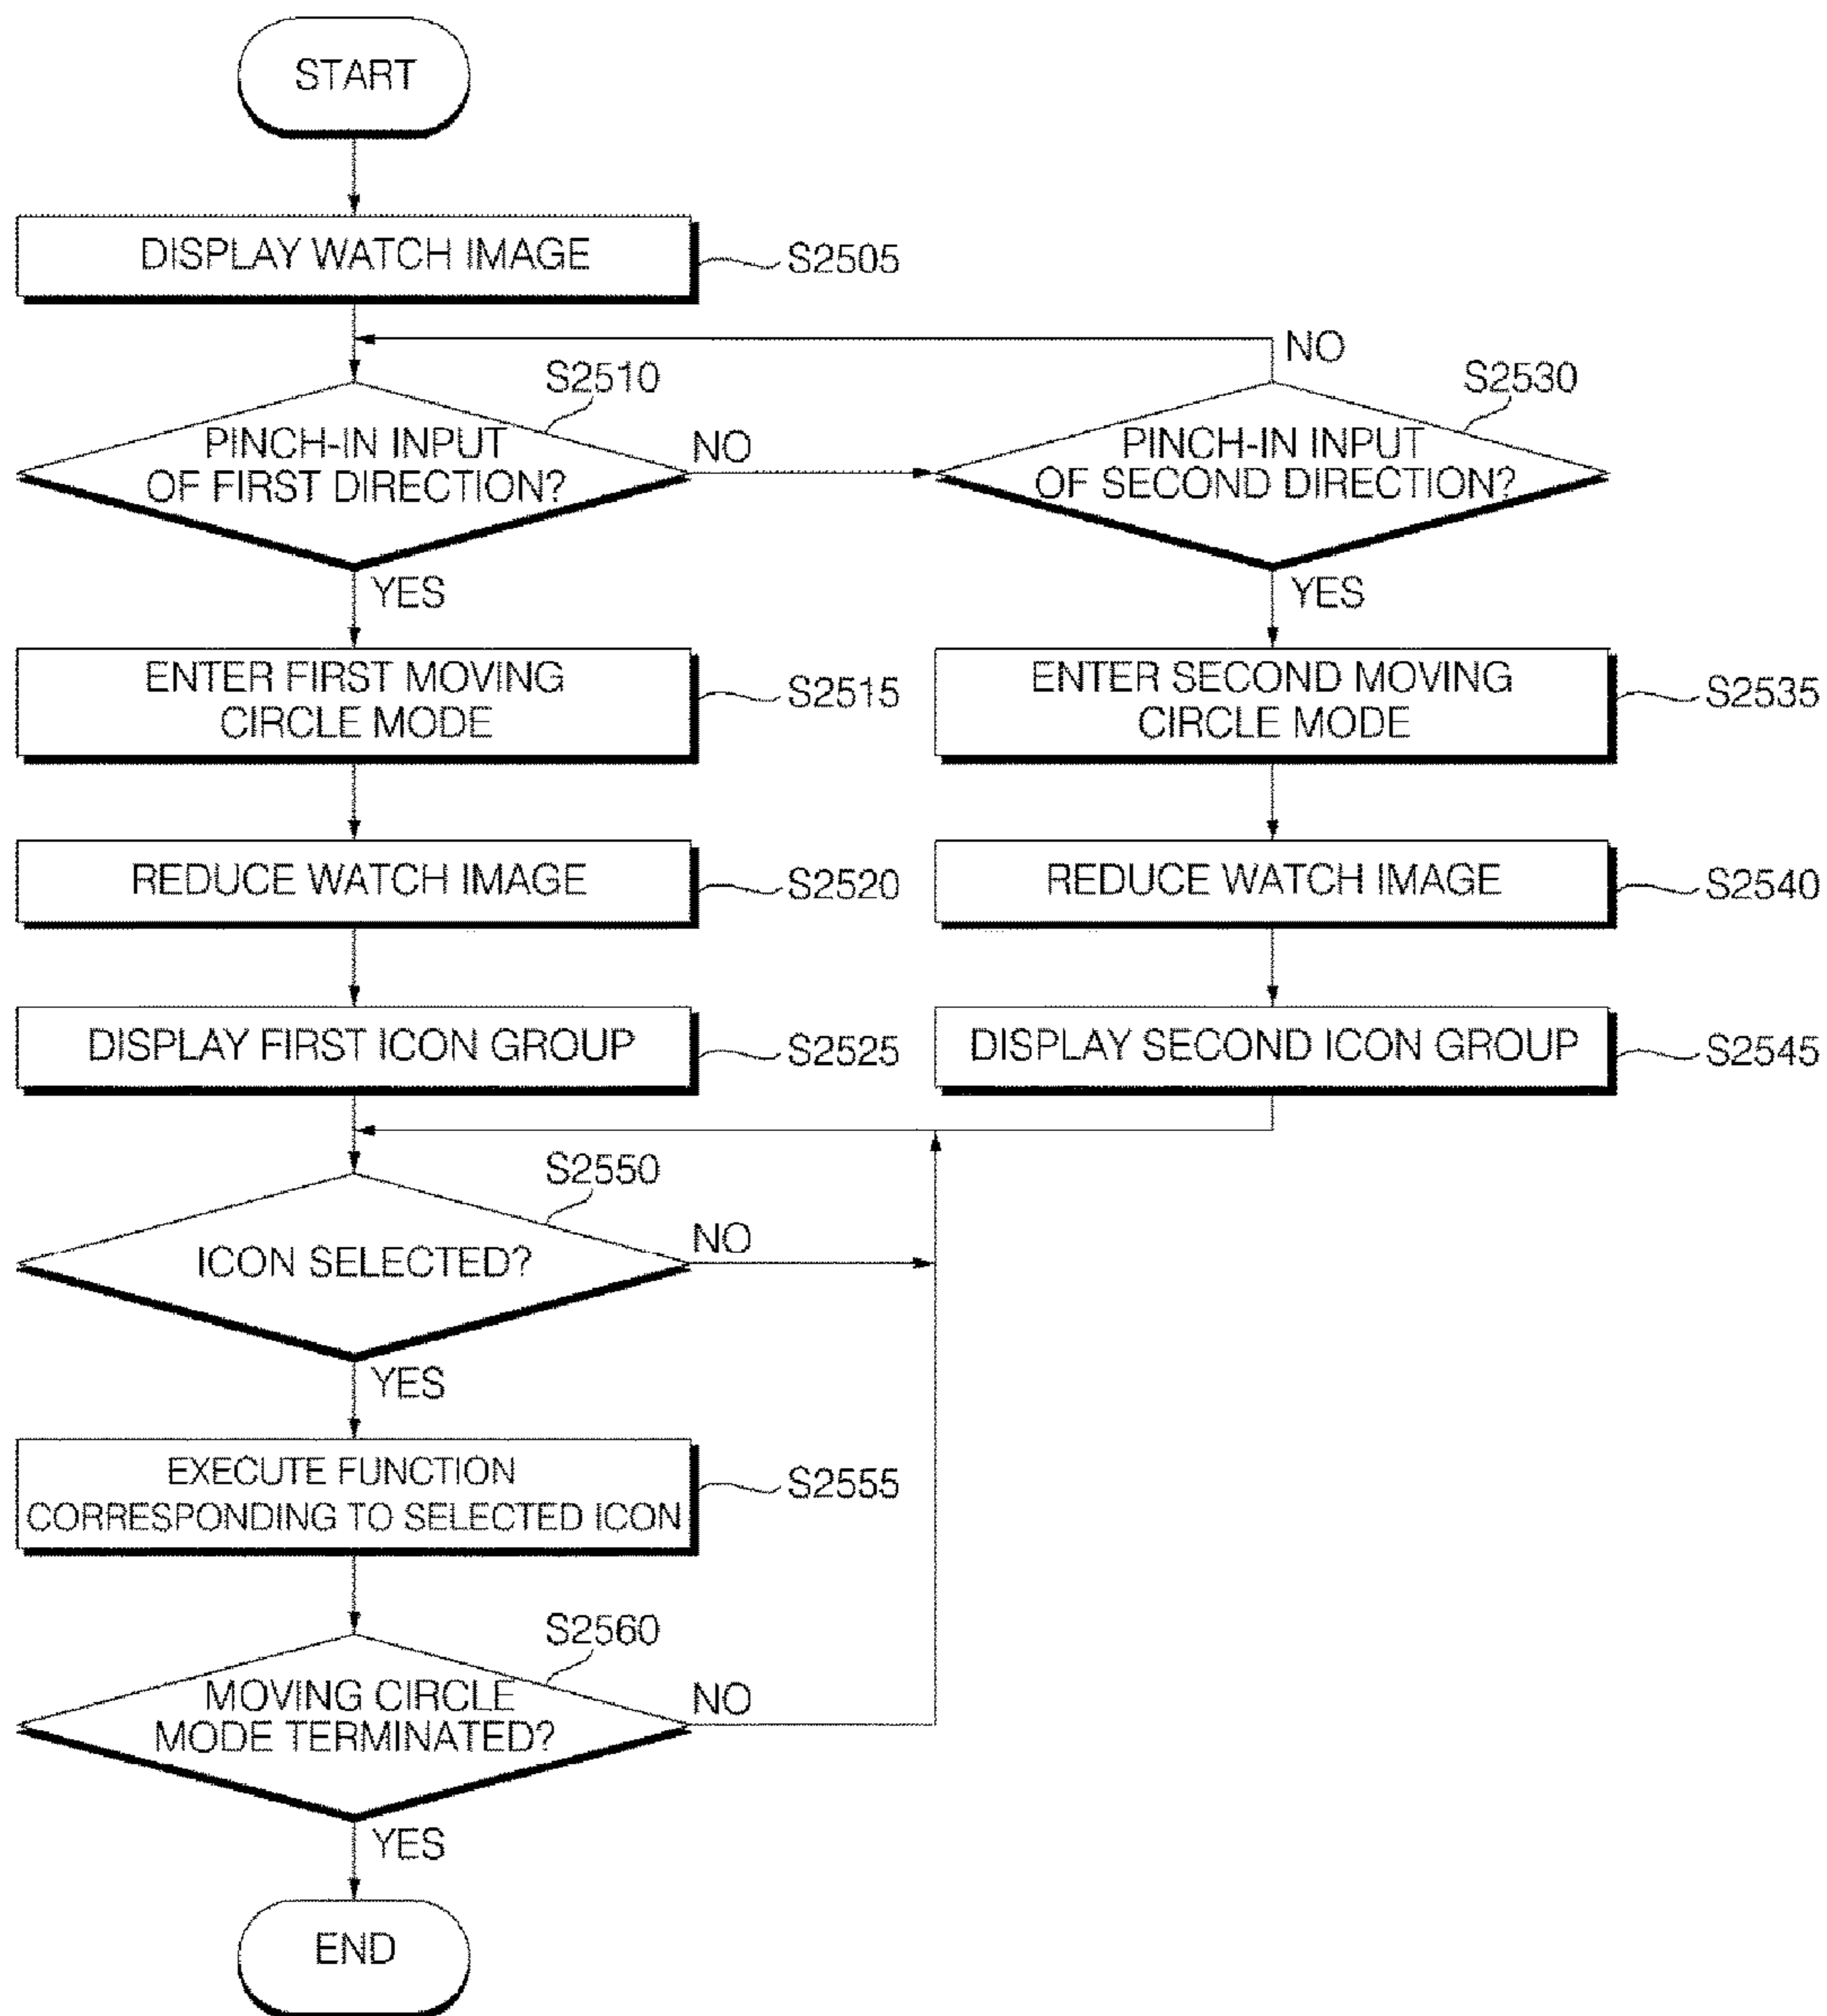 START
DISPLAY WATCH IMAGE
S2505
NO
S2510
S2530
PINCH-IN INPUT
OF FIRST DIRECTION?
NO
PINCH-IN INPUT
OF SECOND DIRECTION?
YES
YES
ENTER FIRST MOVING
CIRCLE MODE
S2515
ENTER SECOND MOVING
CIRCLE MODE
S2535
REDUCE WATCH IMAGE
S2520
REDUCE WATCH IMAGE
S2540
DISPLAY FIRST ICON GROUP
S2525
DISPLAY SECOND ICON GROUP
S2545
S2550
ICON SELECTED?
NO
YES
EXECUTE FUNCTION
CORRESPONDING TO SELECTED ICON
S2555
S2560
MOVING CIRCLE
MODE TERMINATED?
NO
YES
END